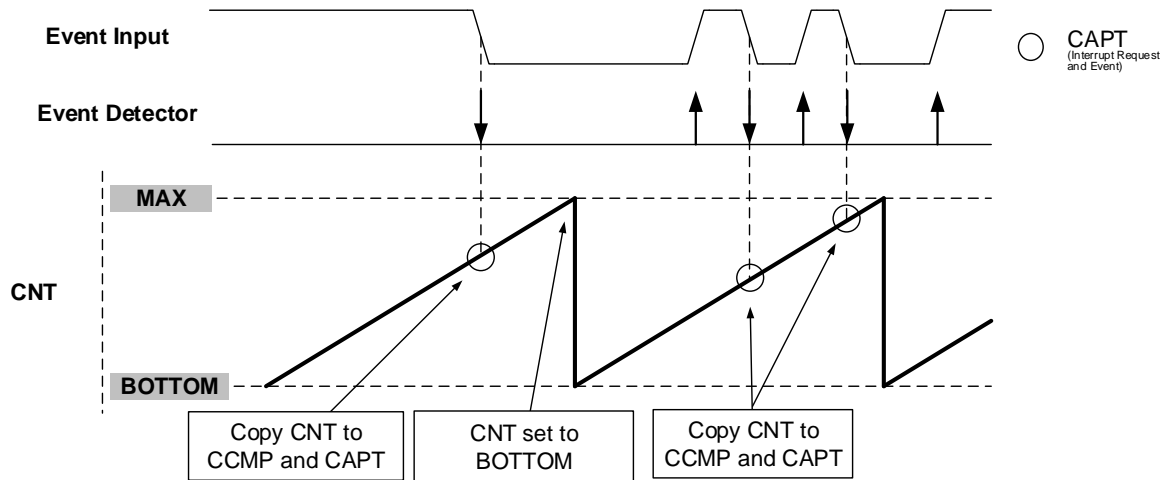 Event Input
CAPT
(Interrupt Request
and Event)
Event Detector
MAX
CNT
BOTTOM
Copy CNT to
CCMP and CAPT
CNT set to
BOTTOM
Copy CNT to
CCMP and CAPT